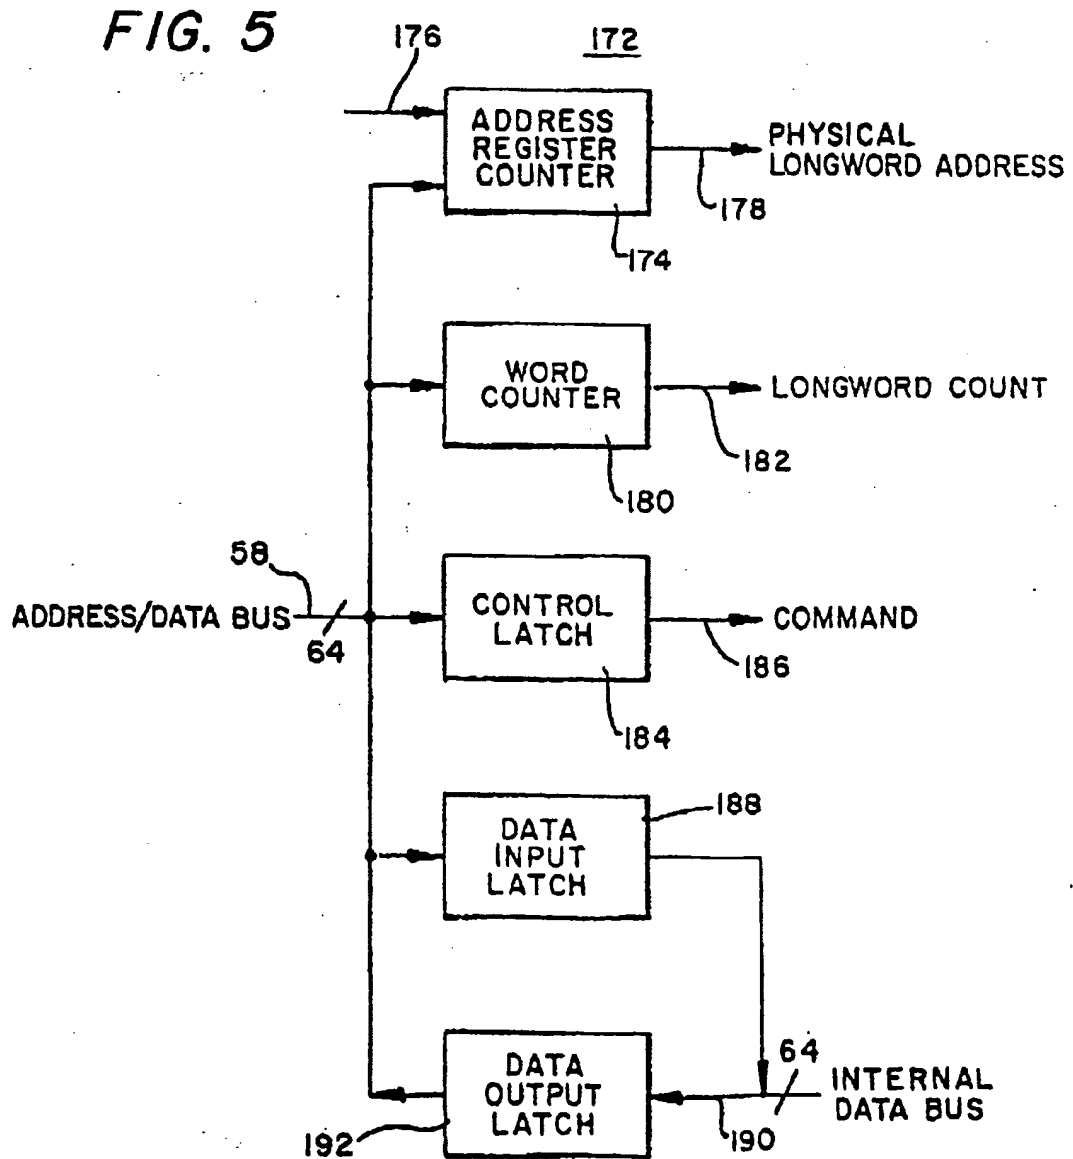 FIG. 5
176
172
ADDRESS
REGISTER
COUNTER
PHYSICAL
LONGWORD ADDRESS
178
174
WORD
COUNTER
LONGWORD COUNT
182
180
58
ADDRESS/DATA BUS
64
CONTROL
LATCH
COMMAND
186
184
188
DATA
INPUT
LATCH
DATA
OUTPUT
LATCH
192
64
INTERNAL
DATA BUS
190